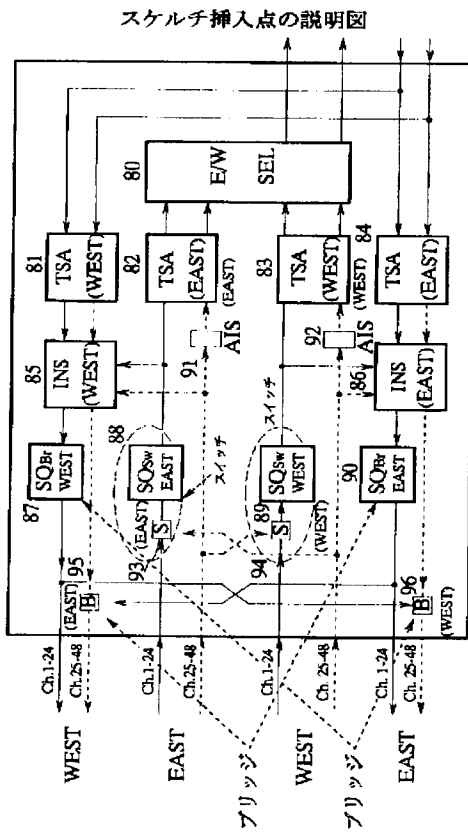 スケルチ挿入点の説明図
80
E/W
SEL
81
TSA
(WEST)
82
TSA
(EAST)
(EAST)
83
TSA
(WEST)
(WEST)
84
TSA
(EAST)
85
INS
(WEST)
86
INS
(EAST)
91
AIS
92
AIS
87
SQBr
WEST
88
SQSw
EAST
スイッチ
スイッチ
89
SQSw
WEST
90
SQBr
EAST
93
S
(EAST)
94
S
(WEST)
95
B
(EAST)
96
B
(WEST)
Ch.1-24
Ch.25-48
WEST
Ch.1-24
Ch.25-48
EAST
ブリッジ
Ch.1-24
Ch.25-48
WEST
ブリッジ
Ch.1-24
Ch.25-48
EAST